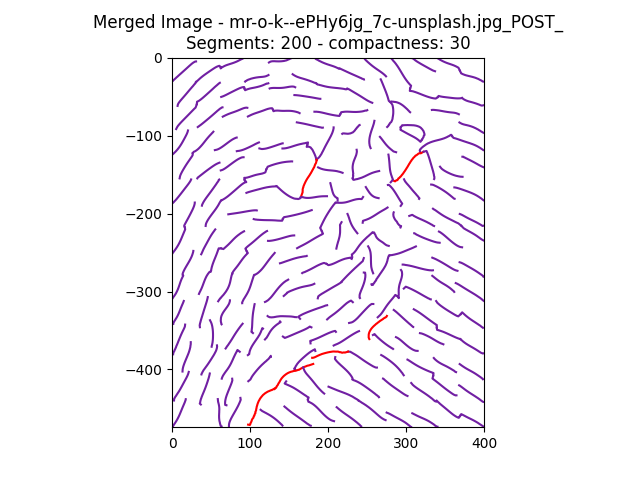 Merged Image - mr-o-k--ePHy6jg_7c-unsplash.jpg_POST_
Segments: 200 - compactness: 30
0
−100
−200
−300
−400
0 100 200 300 400